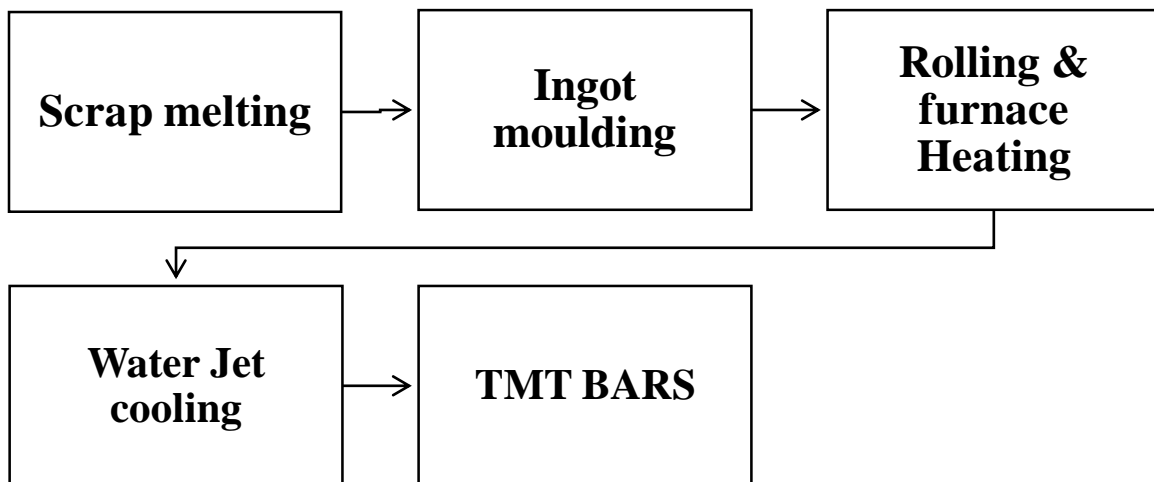 Scrap melting
Ingot
moulding
Rolling &
furnace
Heating
Water Jet
cooling
TMT BARS